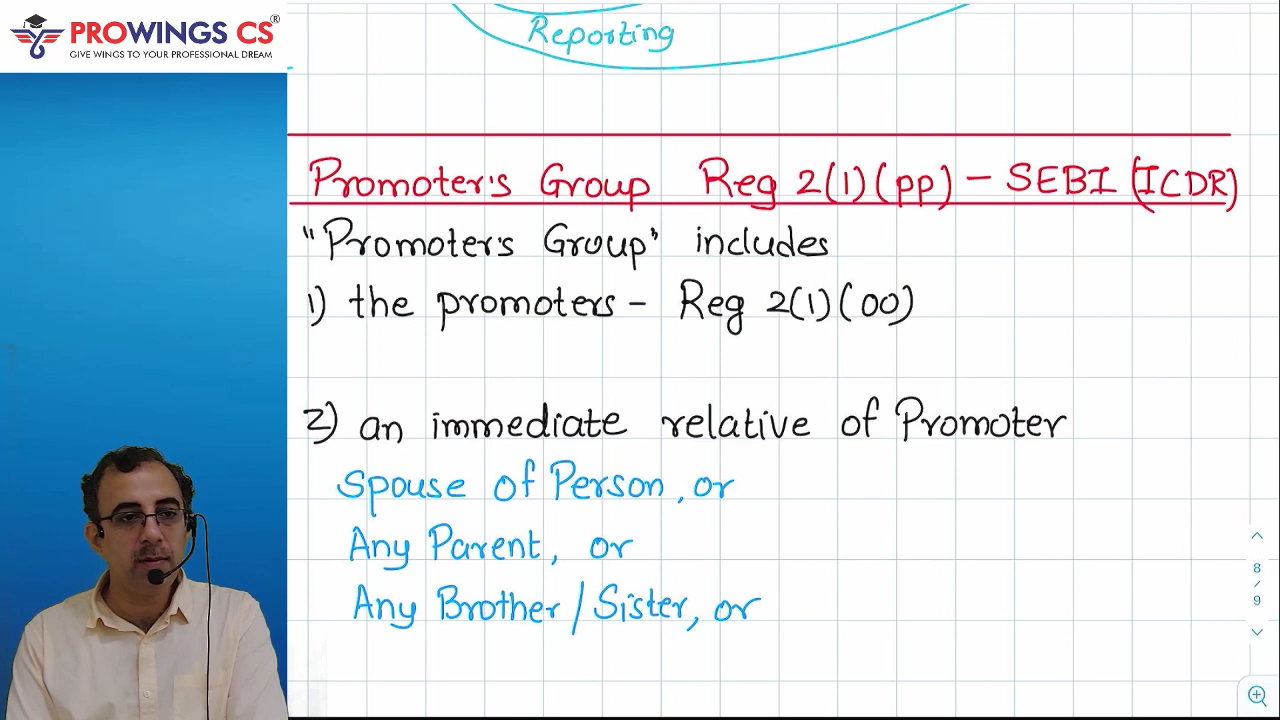 PROWINGS CS®
GIVE WINGS TO YOUR PROFESSIONAL DREAM
Reporting
Promoter's Group Reg 2(1)(pp) - SEBI (ICDR)
"Promoter's Group" includes
1) the promoters - Reg 2(1)(oo)
2) an immediate relative of Promoter
Spouse of Person, or
Any Parent, or
Any Brother / Sister, or
8
/
9